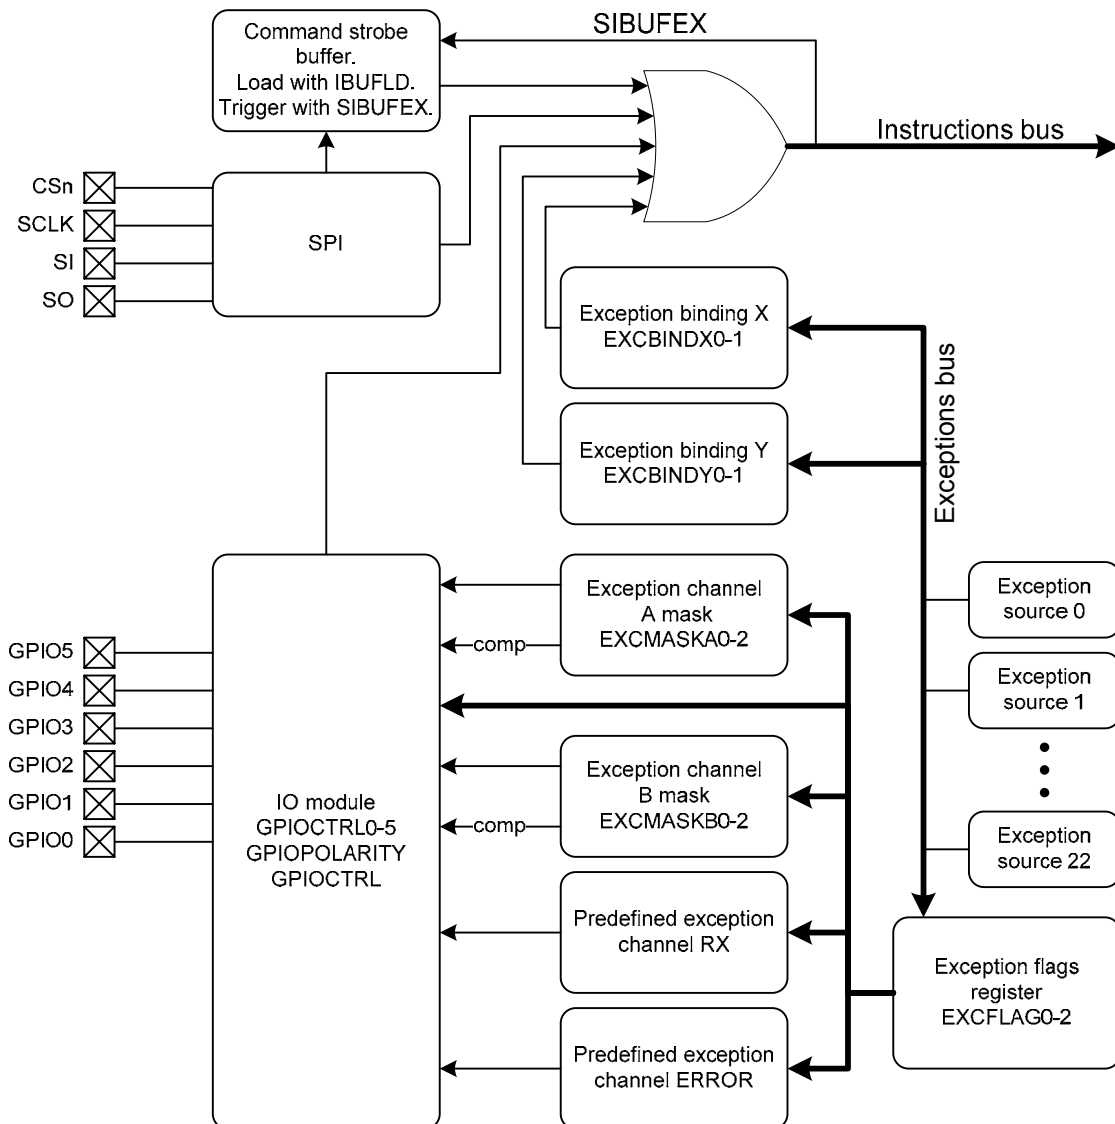 SIBUFEX
Command strobe
buffer.
Load with IBUFLD.
Trigger with SIBUFEX.
Instructions bus
CSn
SCLK
SI
SO
SPI
Exception binding X
EXCBINDX0-1
Exception binding Y
EXCBINDY0-1
Exceptions bus
Exception channel
A mask
EXCMASKA0-2
comp
Exception
source 0
Exception
source 1
Exception
source 22
GPIO5
GPIO4
GPIO3
GPIO2
GPIO1
GPIO0
IO module
GPIOCTRL0-5
GPIOPOLARITY
GPIOCTRL
Exception channel
B mask
EXCMASKB0-2
comp
Predefined exception
channel RX
Exception flags
register
EXCFLAG0-2
Predefined exception
channel ERROR